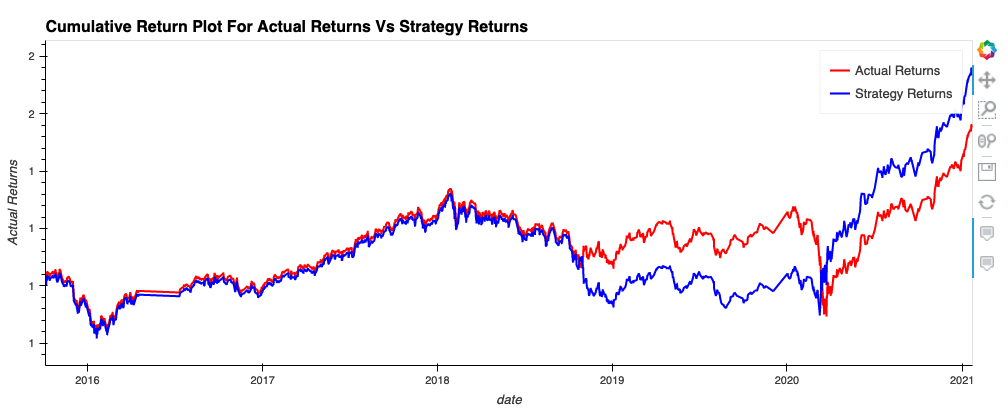 Cumulative Return Plot For Actual Returns Vs Strategy Returns
Actual Returns
Strategy Returns
2
2
1
1
1
1
Actual Returns
2016
2017
2018
2019
2020
2021
date